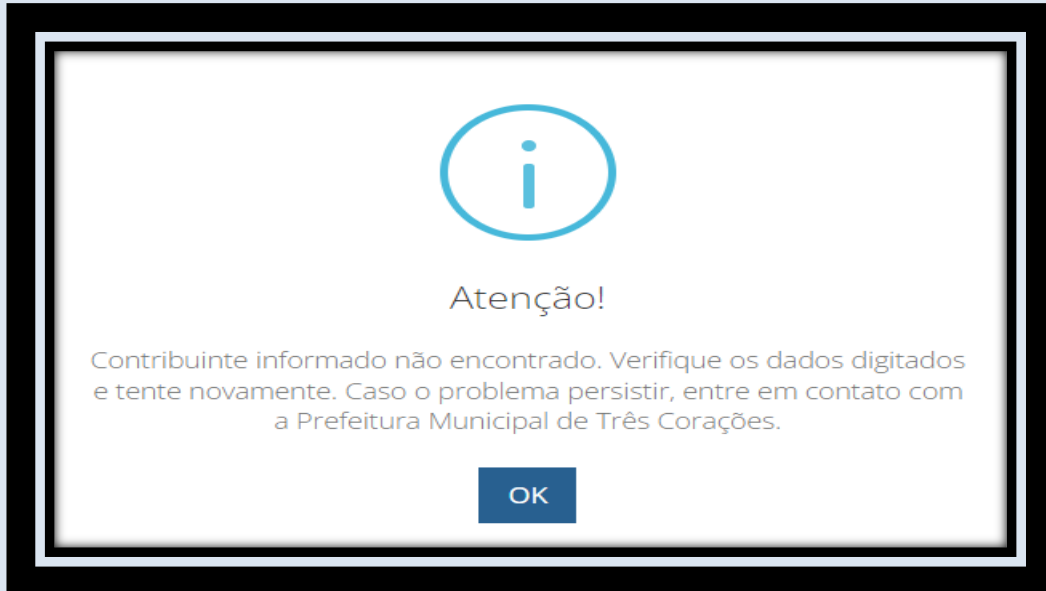 i
Atenção!
Contribuinte informado não encontrado. Verifique os dados digitados
e tente novamente. Caso o problema persistir, entre em contato com
a Prefeitura Municipal de Três Corações.
OK